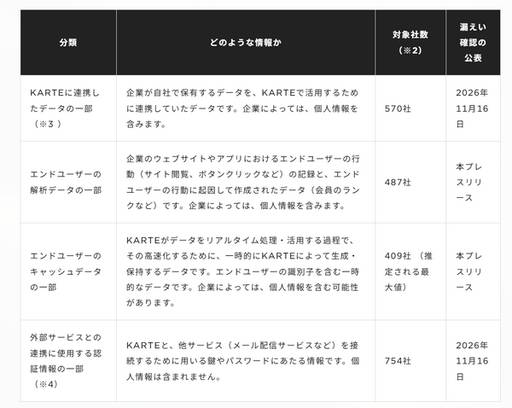 分類
どのような情報か
対象社数
（※2）
漏えい
確認の
公表
KARTEに連携し
たデータの一部
（※3 ）
企業が自社で保有するデータを、KARTEで活用するため
に連携していたデータです。企業によっては、個人情報を
含みます。
570社
2026年
11月16
日
エンドユーザーの
解析データの一部
企業のウェブサイトやアプリにおけるエンドユーザーの行
動（サイト閲覧、ボタンクリックなど）の記録と、エンド
ユーザーの行動に起因して作成されたデータ（会員のラン
クなど）です。企業によっては、個人情報を含みます。
487社
本プレ
スリリ
ース
エンドユーザーの
キャッシュデータ
の一部
KARTEがデータをリアルタイム処理・活用する過程で、
その高速化するために、一時的にKARTEによって生成・
保持するデータです。エンドユーザーの識別子を含む一時
的なデータです。企業によっては、個人情報を含む可能性
があります。
409社 （推
定される最
大値）
本プレ
スリリ
ース
外部サービスとの
連携に使用する認
証情報の一部
（※4）
KARTEと、他サービス（メール配信サービスなど）を接
続するために用いる鍵やパスワードにあたる情報です。個
人情報は含まれません。
754社
2026年
11月16
日